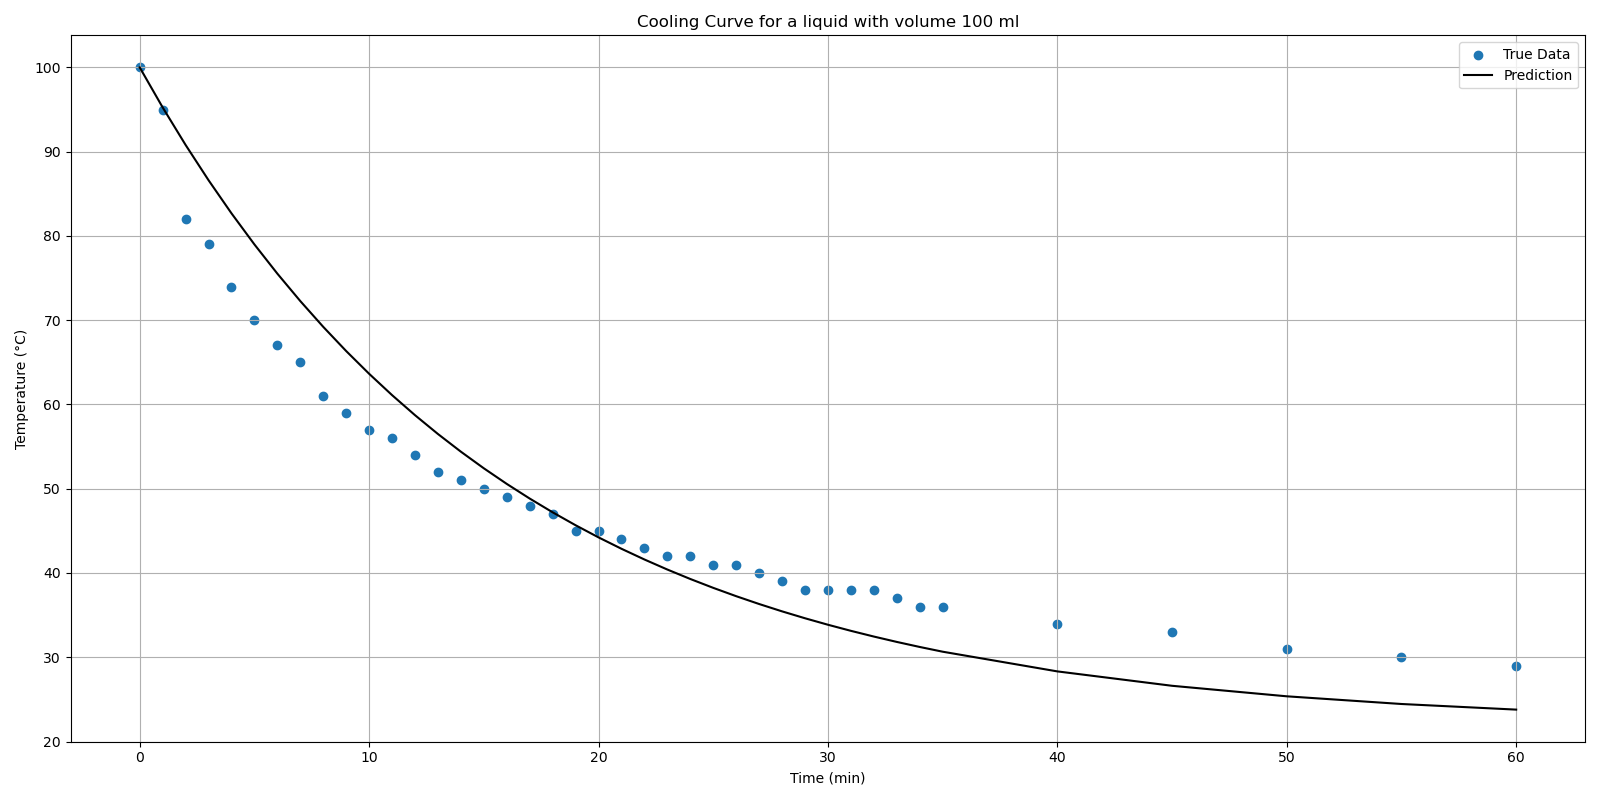 Cooling Curve for a liquid with volume 100 ml
True Data
Prediction
Temperature (°C)
100
90
80
70
60
50
40
30
20
0 10 20 30 40 50 60
Time (min)